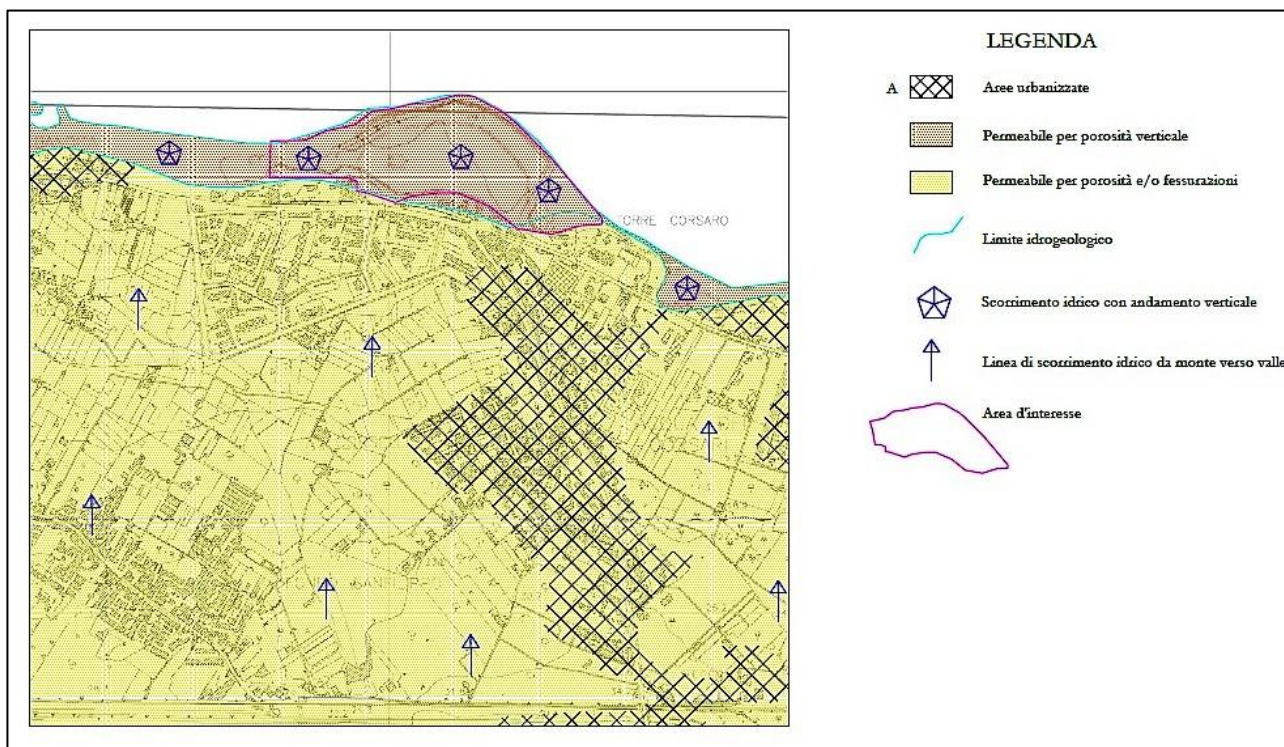 LEGENDA
A Aree urbanizzate
Permeabile per porosità verticale
Permeabile per porosità e/o fessurazioni
Limite idrogeologico
Scorrimento idrico con andamento verticale
Linea di scorrimento idrico da monte verso valle
Area d'interesse
TORRE CORSARO